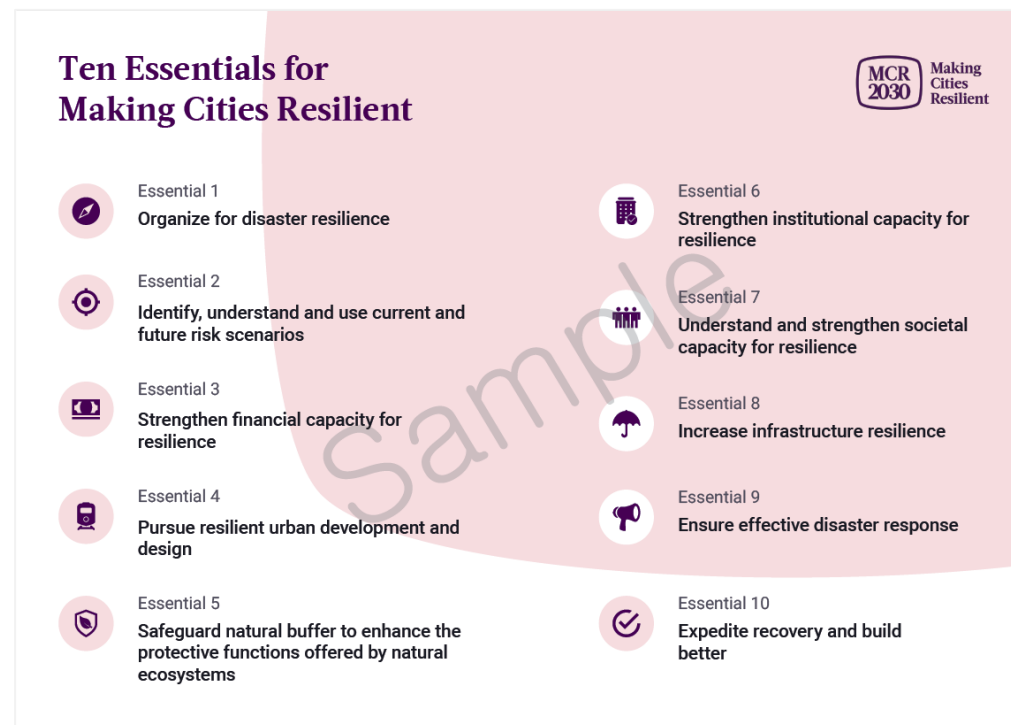 Ten Essentials for
Making Cities Resilient
MCR
2030
Making
Cities
Resilient
Essential 1
Organize for disaster resilience
Essential 2
Identify, understand and use current and
future risk scenarios
Essential 3
Strengthen financial capacity for
resilience
Essential 4
Pursue resilient urban development and
design
Essential 5
Safeguard natural buffer to enhance the
protective functions offered by natural
ecosystems
Essential 6
Strengthen institutional capacity for
resilience
Essential 7
Understand and strengthen societal
capacity for resilience
Essential 8
Increase infrastructure resilience
Essential 9
Ensure effective disaster response
Essential 10
Expedite recovery and build
better
Sample